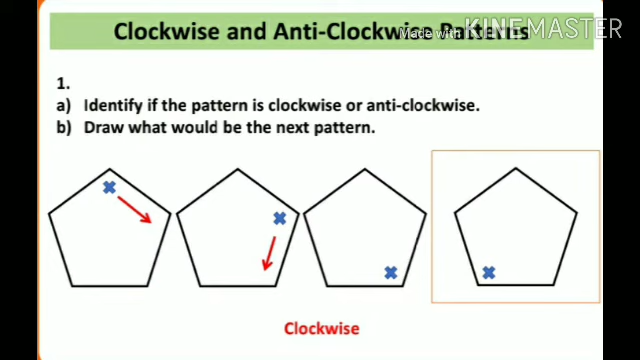 Clockwise and Anti-Clockwise Patterns
Made with KINEMASTER
1.
a) Identify if the pattern is clockwise or anti-clockwise.
b) Draw what would be the next pattern.
Clockwise